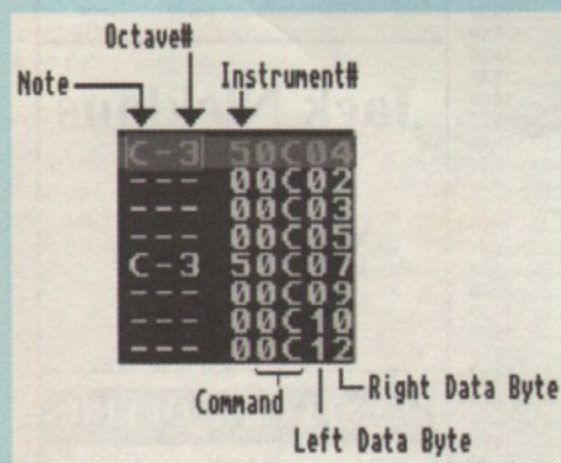 Octave#
Note
Instrument#
C-3 50C04
--- 00C02
--- 00C03
--- 00C05
C-3 50C07
--- 00C09
--- 00C10
--- 00C12
Command
Right Data Byte
Left Data Byte